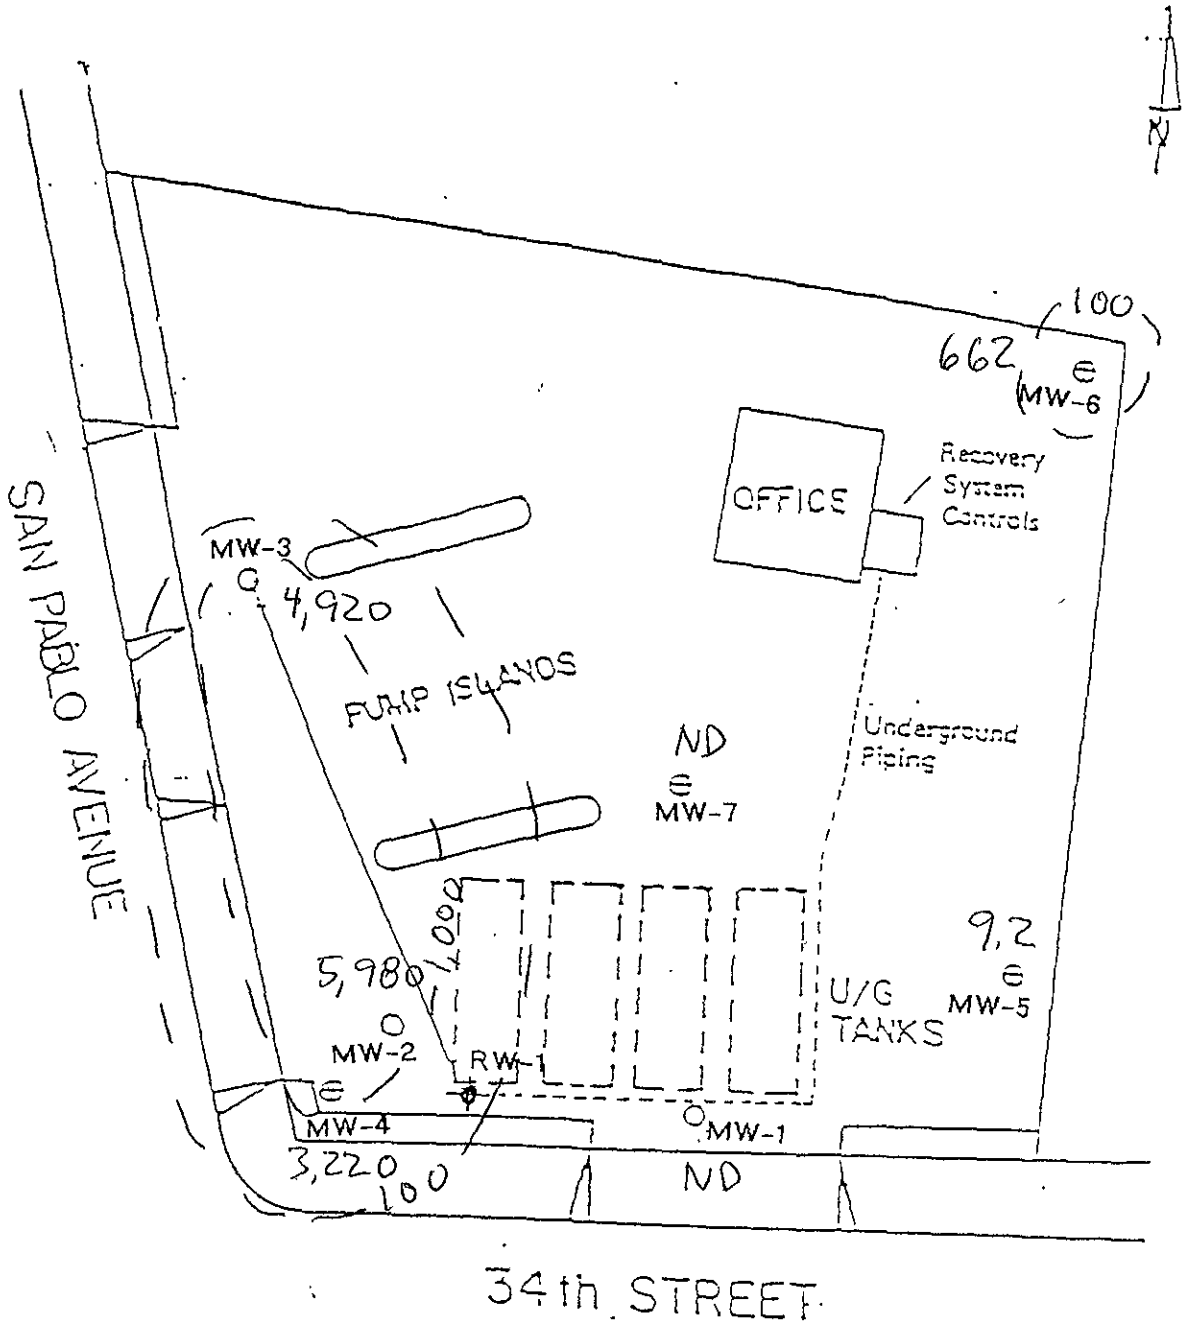 N
100
662
MW-6
Recovery
System
Controls
OFFICE
SAN PABLO AVENUE
MW-3
4,920
PUMP ISLANDS
ND
MW-7
Underground
Piping
1,000
5,980
9,2
MW-5
U/G
TANKS
MW-2
RW-1
MW-4
MW-1
3,220
100
ND
34th STREET